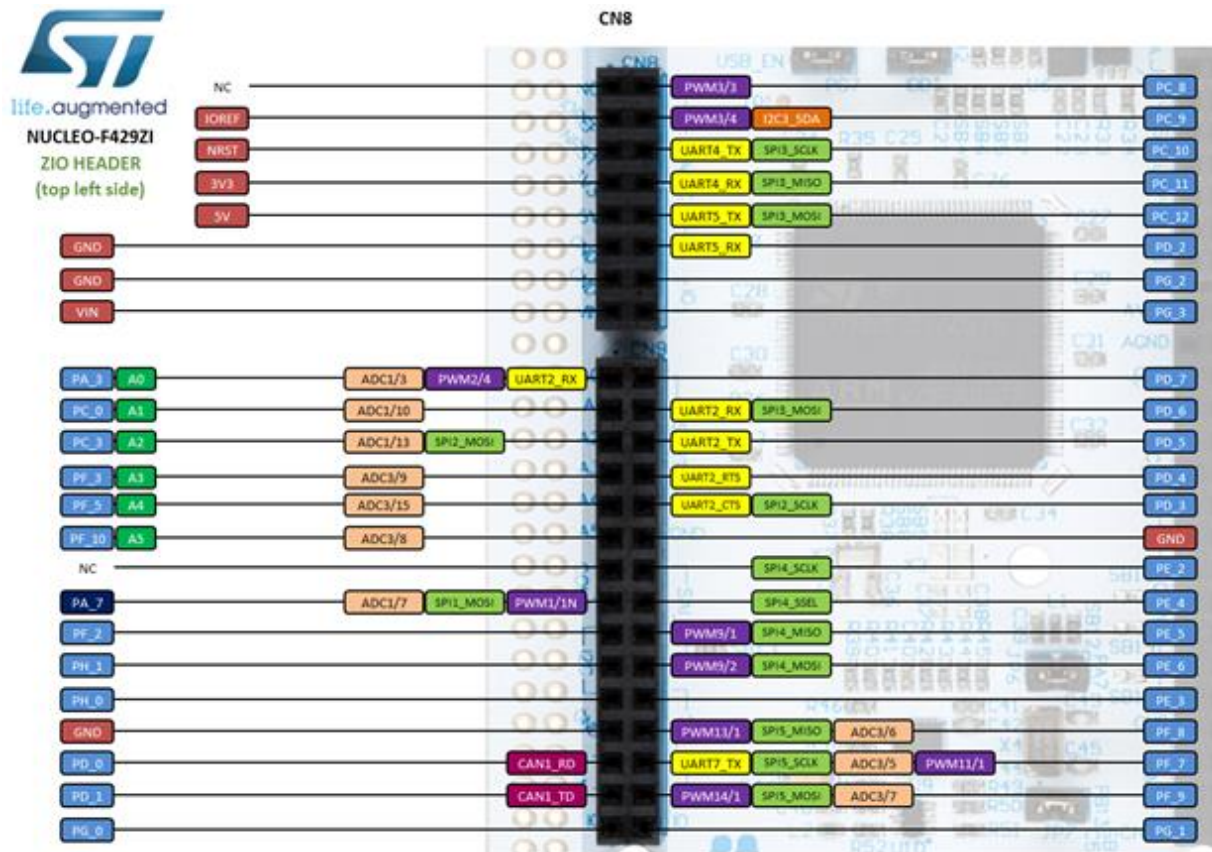 CN8
ST
life.augmented
NUCLEO-F429ZI
ZIO HEADER
(top left side)
USB_EN
CN8
NC PWM3/3 PC_8
IOREF PWM3/4 I2C3_SDA PC_9
NRST UART4_TX SPI3_SCLK PC_10
3V3 UART4_RX SPI3_MISO PC_11
5V UART5_TX SPI3_MOSI PC_12
GND UART5_RX PD_2
GND PG_2
VIN PG_3
CN9
PA_3 A0 ADC1/3 PWM2/4 UART2_RX PD_7
PC_0 A1 ADC1/10 UART2_RX SPI3_MOSI PD_6
PC_3 A2 ADC1/13 SPI2_MOSI UART2_TX PD_5
PF_3 A3 ADC3/9 UART2_RTS PD_4
PF_5 A4 ADC3/15 UART2_CTS SPI2_SCLK PD_3
PF_10 A5 ADC3/8 GND
NC SPI4_SCLK PE_2
PA_7 ADC1/7 SPI1_MOSI PWM1/1N SPI4_SSEL PE_4
PF_2 PWM9/1 SPI4_MISO PE_5
PH_1 PWM9/2 SPI4_MOSI PE_6
PH_0 PE_3
GND PWM13/1 SPI5_MISO ADC3/6 PF_8
PD_0 CAN1_RD UART7_TX SPI5_SCLK ADC3/5 PWM11/1 PF_7
PD_1 CAN1_TD PWM14/1 SPI5_MOSI ADC3/7 PF_9
PG_0 PG_1